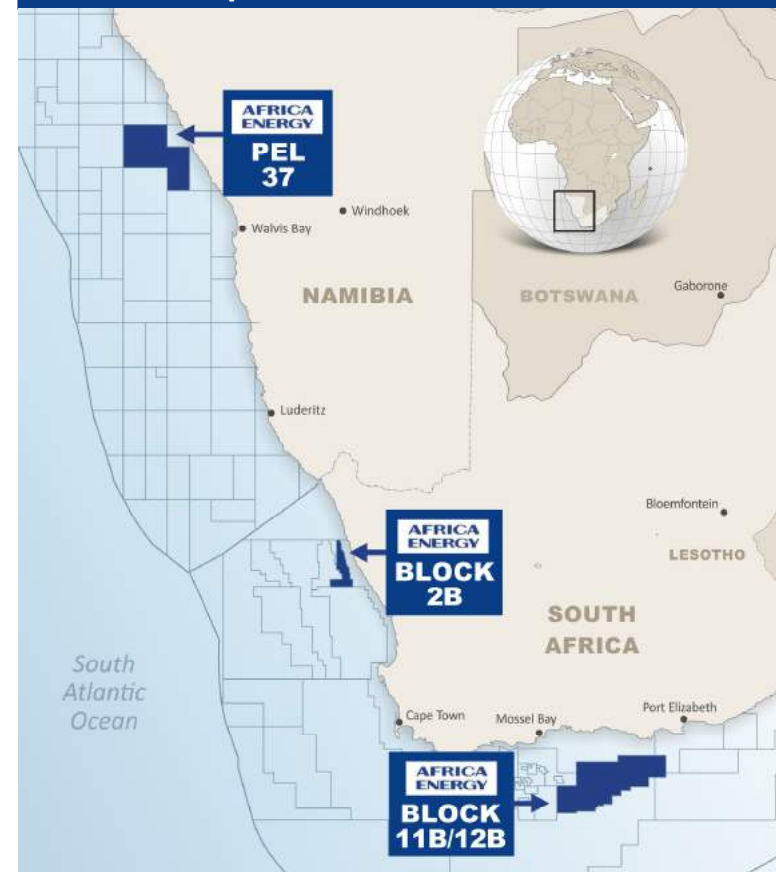 AFRICA
ENERGY
PEL
37
Windhoek
Walvis Bay
NAMIBIA
BOTSWANA
Gaborone
Luderitz
Bloemfontein
AFRICA
ENERGY
BLOCK
2B
LESOTHO
SOUTH
AFRICA
South
Atlantic
Ocean
Cape Town
Mossel Bay
Port Elizabeth
AFRICA
ENERGY
BLOCK
11B/12B